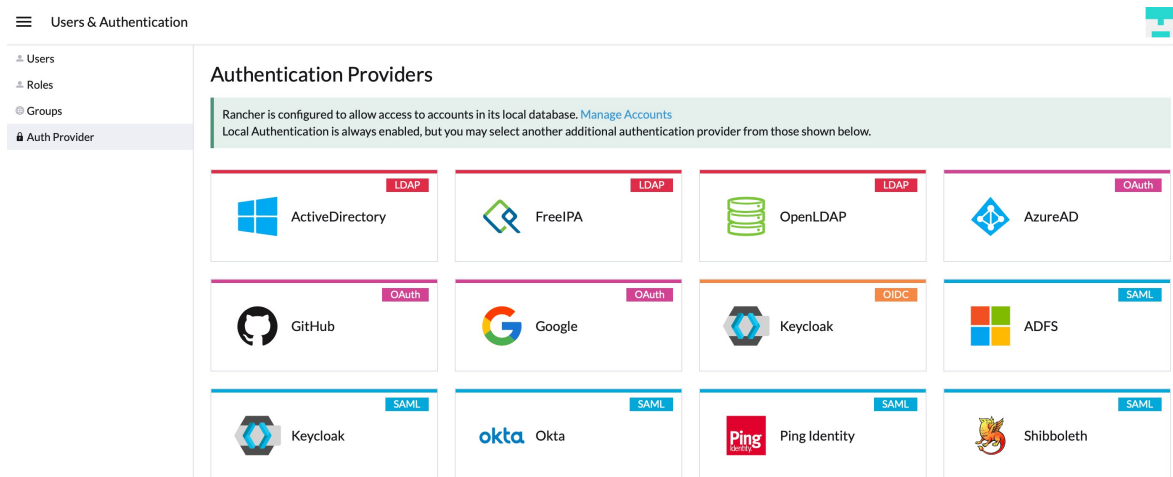 Users & Authentication
Users
Roles
Groups
Auth Provider
Authentication Providers
Rancher is configured to allow access to accounts in its local database. Manage Accounts
Local Authentication is always enabled, but you may select another additional authentication provider from those shown below.
LDAP
ActiveDirectory
LDAP
FreeIPA
LDAP
OpenLDAP
OAuth
AzureAD
OAuth
GitHub
OAuth
Google
OIDC
Keycloak
SAML
ADFS
SAML
Keycloak
SAML
okta Okta
SAML
Ping
Identity
Ping Identity
SAML
Shibboleth